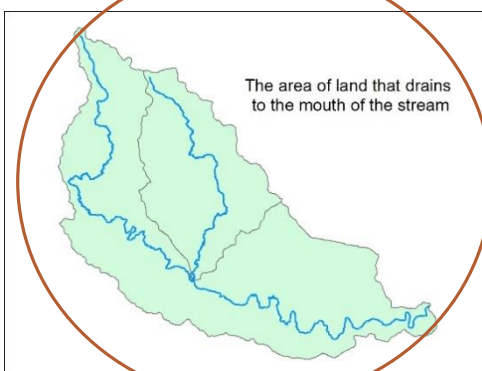 The area of land that drains
to the mouth of the stream